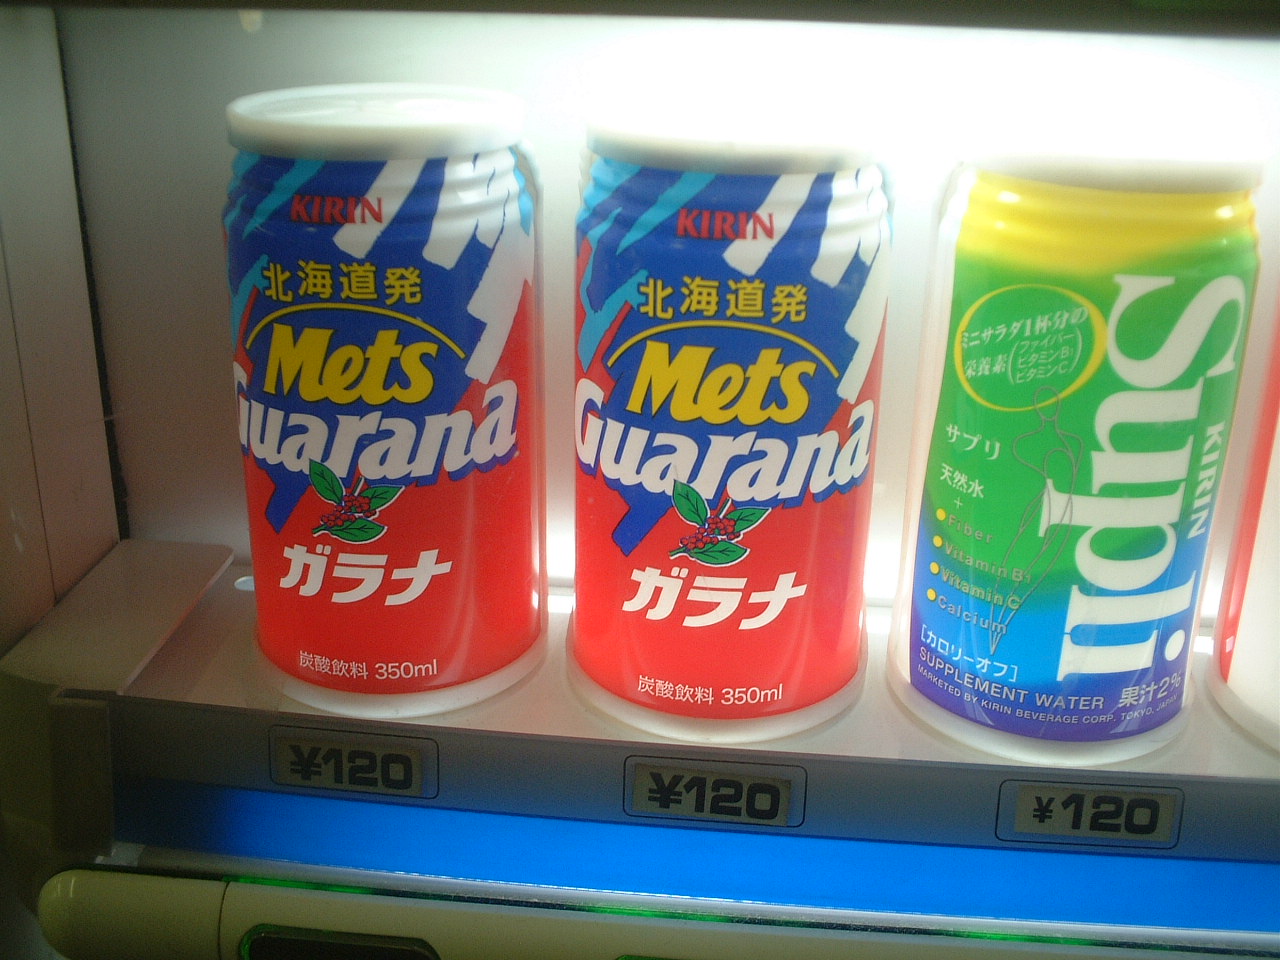 KIRIN
北海道発
Mets
Guarana
ガラナ
炭酸飲料 350ml
KIRIN
北海道発
Mets
Guarana
ガラナ
炭酸飲料 350ml
ミニサラダ1杯分の
栄養素
ファイバー
ビタミンB1
ビタミンC
Supli
KIRIN
サプリ
天然水
+
Fiber
Vitamin B1
Vitamin C
Calcium
[カロリーオフ]
SUPPLEMENT WATER
果汁2%
MARKETED BY KIRIN BEVERAGE CORP. TOKYO, JAPAN
¥120
¥120
¥120